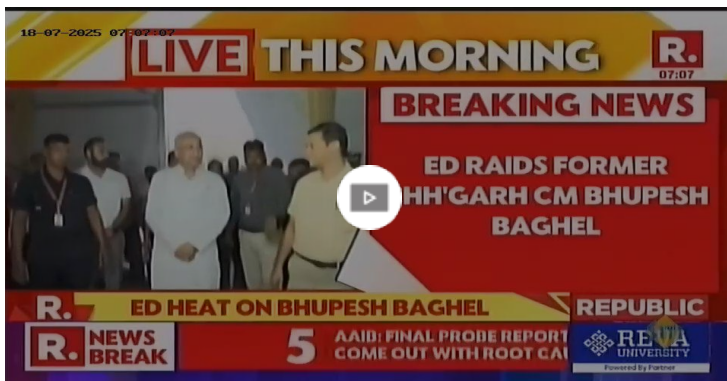 18-07-2025 07:07:07
LIVE THIS MORNING
R.
07:07
BREAKING NEWS
ED RAIDS FORMER
HH'GARH CM BHUPESH
BAGHEL
R.
ED HEAT ON BHUPESH BAGHEL
REPUBLIC
R. NEWS
BREAK
5
AAIB: FINAL PROBE REPORT
COME OUT WITH ROOT CAU
REVA
UNIVERSITY
Powered By Partner